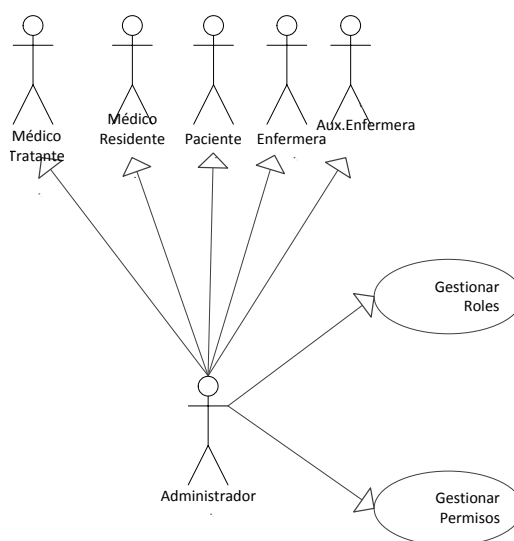 Médico
Tratante
Médico
Residente
Paciente
Enfermera
Aux.Enfermera
Gestionar
Roles
Administrador
Gestionar
Permisos